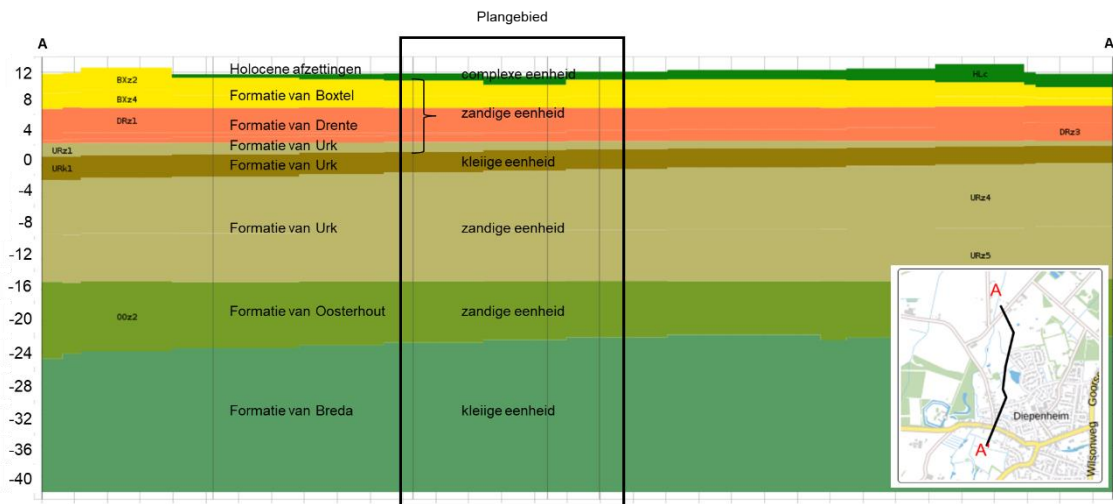 Plangebied
A
A'
12
8
4
0
-4
-8
-12
-16
-20
-24
-28
-32
-36
-40
Holocene afzettingen
complexe eenheid
HLc
BXz2
BXz4
Formatie van Boxtel
zandige eenheid
DRz1
Formatie van Drente
DRz3
URz1
Formatie van Urk
URk1
Formatie van Urk
kleiige eenheid
URz4
Formatie van Urk
zandige eenheid
URz5
OOz2
Formatie van Oosterhout
zandige eenheid
Formatie van Breda
kleiige eenheid
A
Diepenheim
A'
Wilsonweg